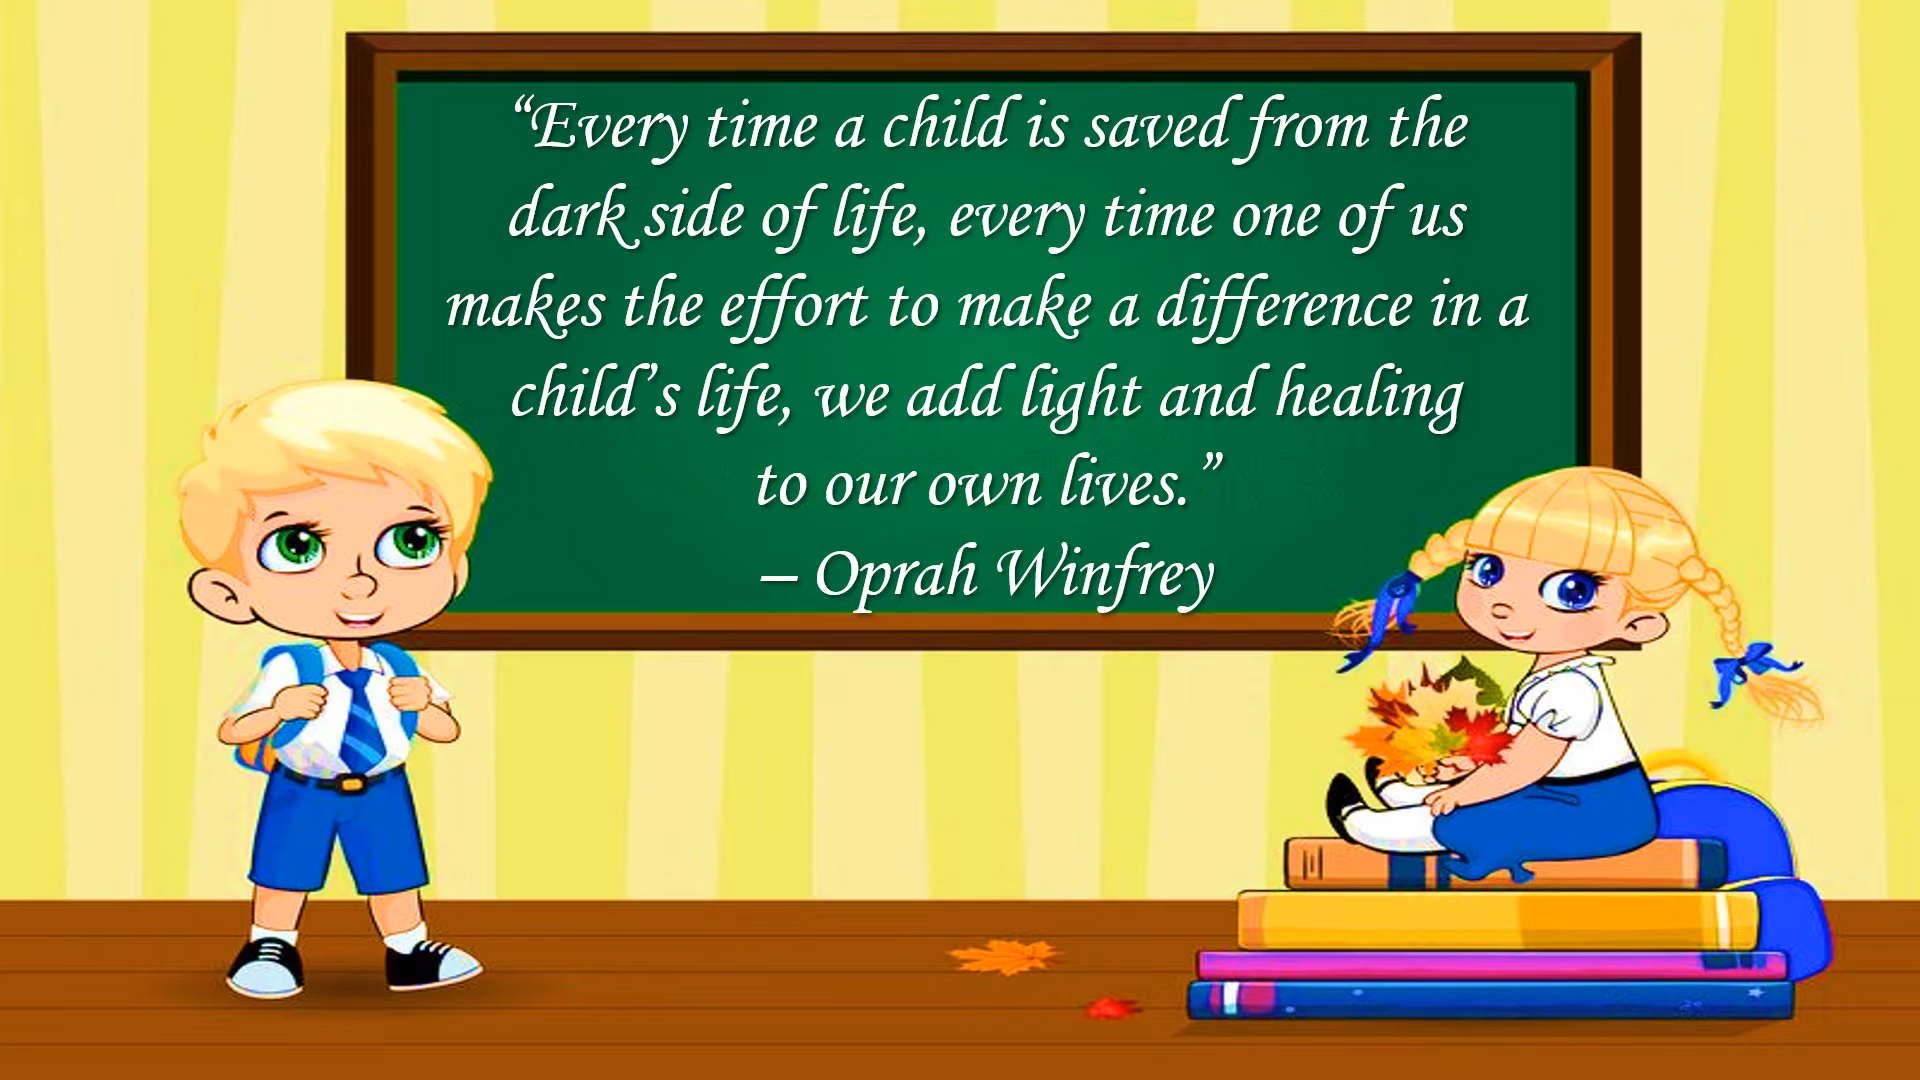 “Every time a child is saved from the
dark side of life, every time one of us
makes the effort to make a difference in a
child’s life, we add light and healing
to our own lives.”
– Oprah Winfrey